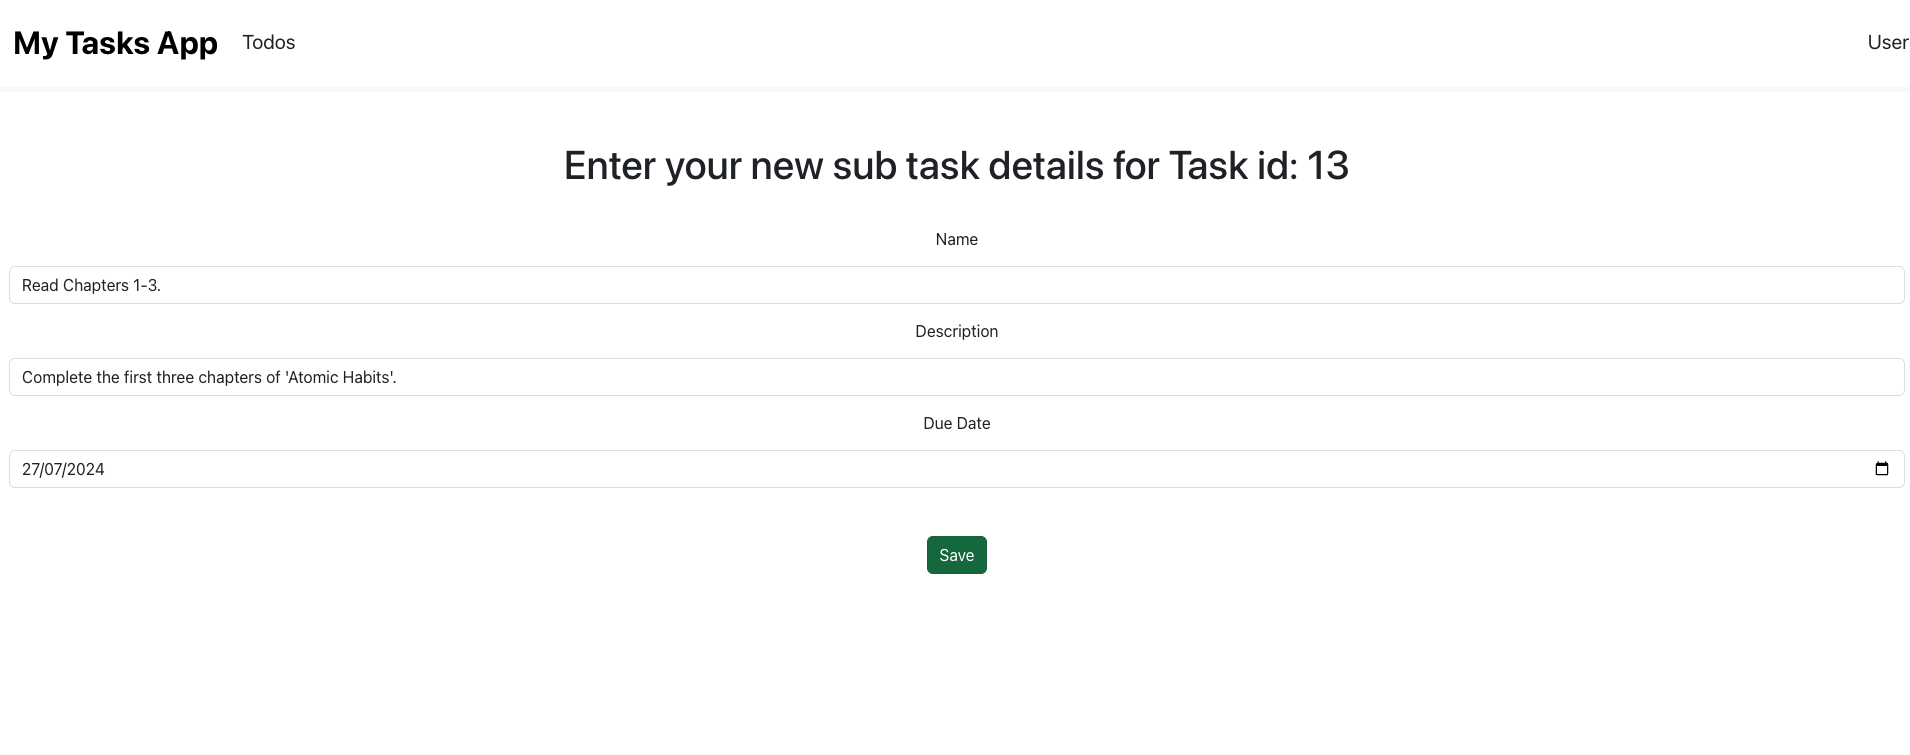 My Tasks App Todos User
Enter your new sub task details for Task id: 13
Name
Read Chapters 1-3.
Description
Complete the first three chapters of 'Atomic Habits'.
Due Date
27/07/2024
Save